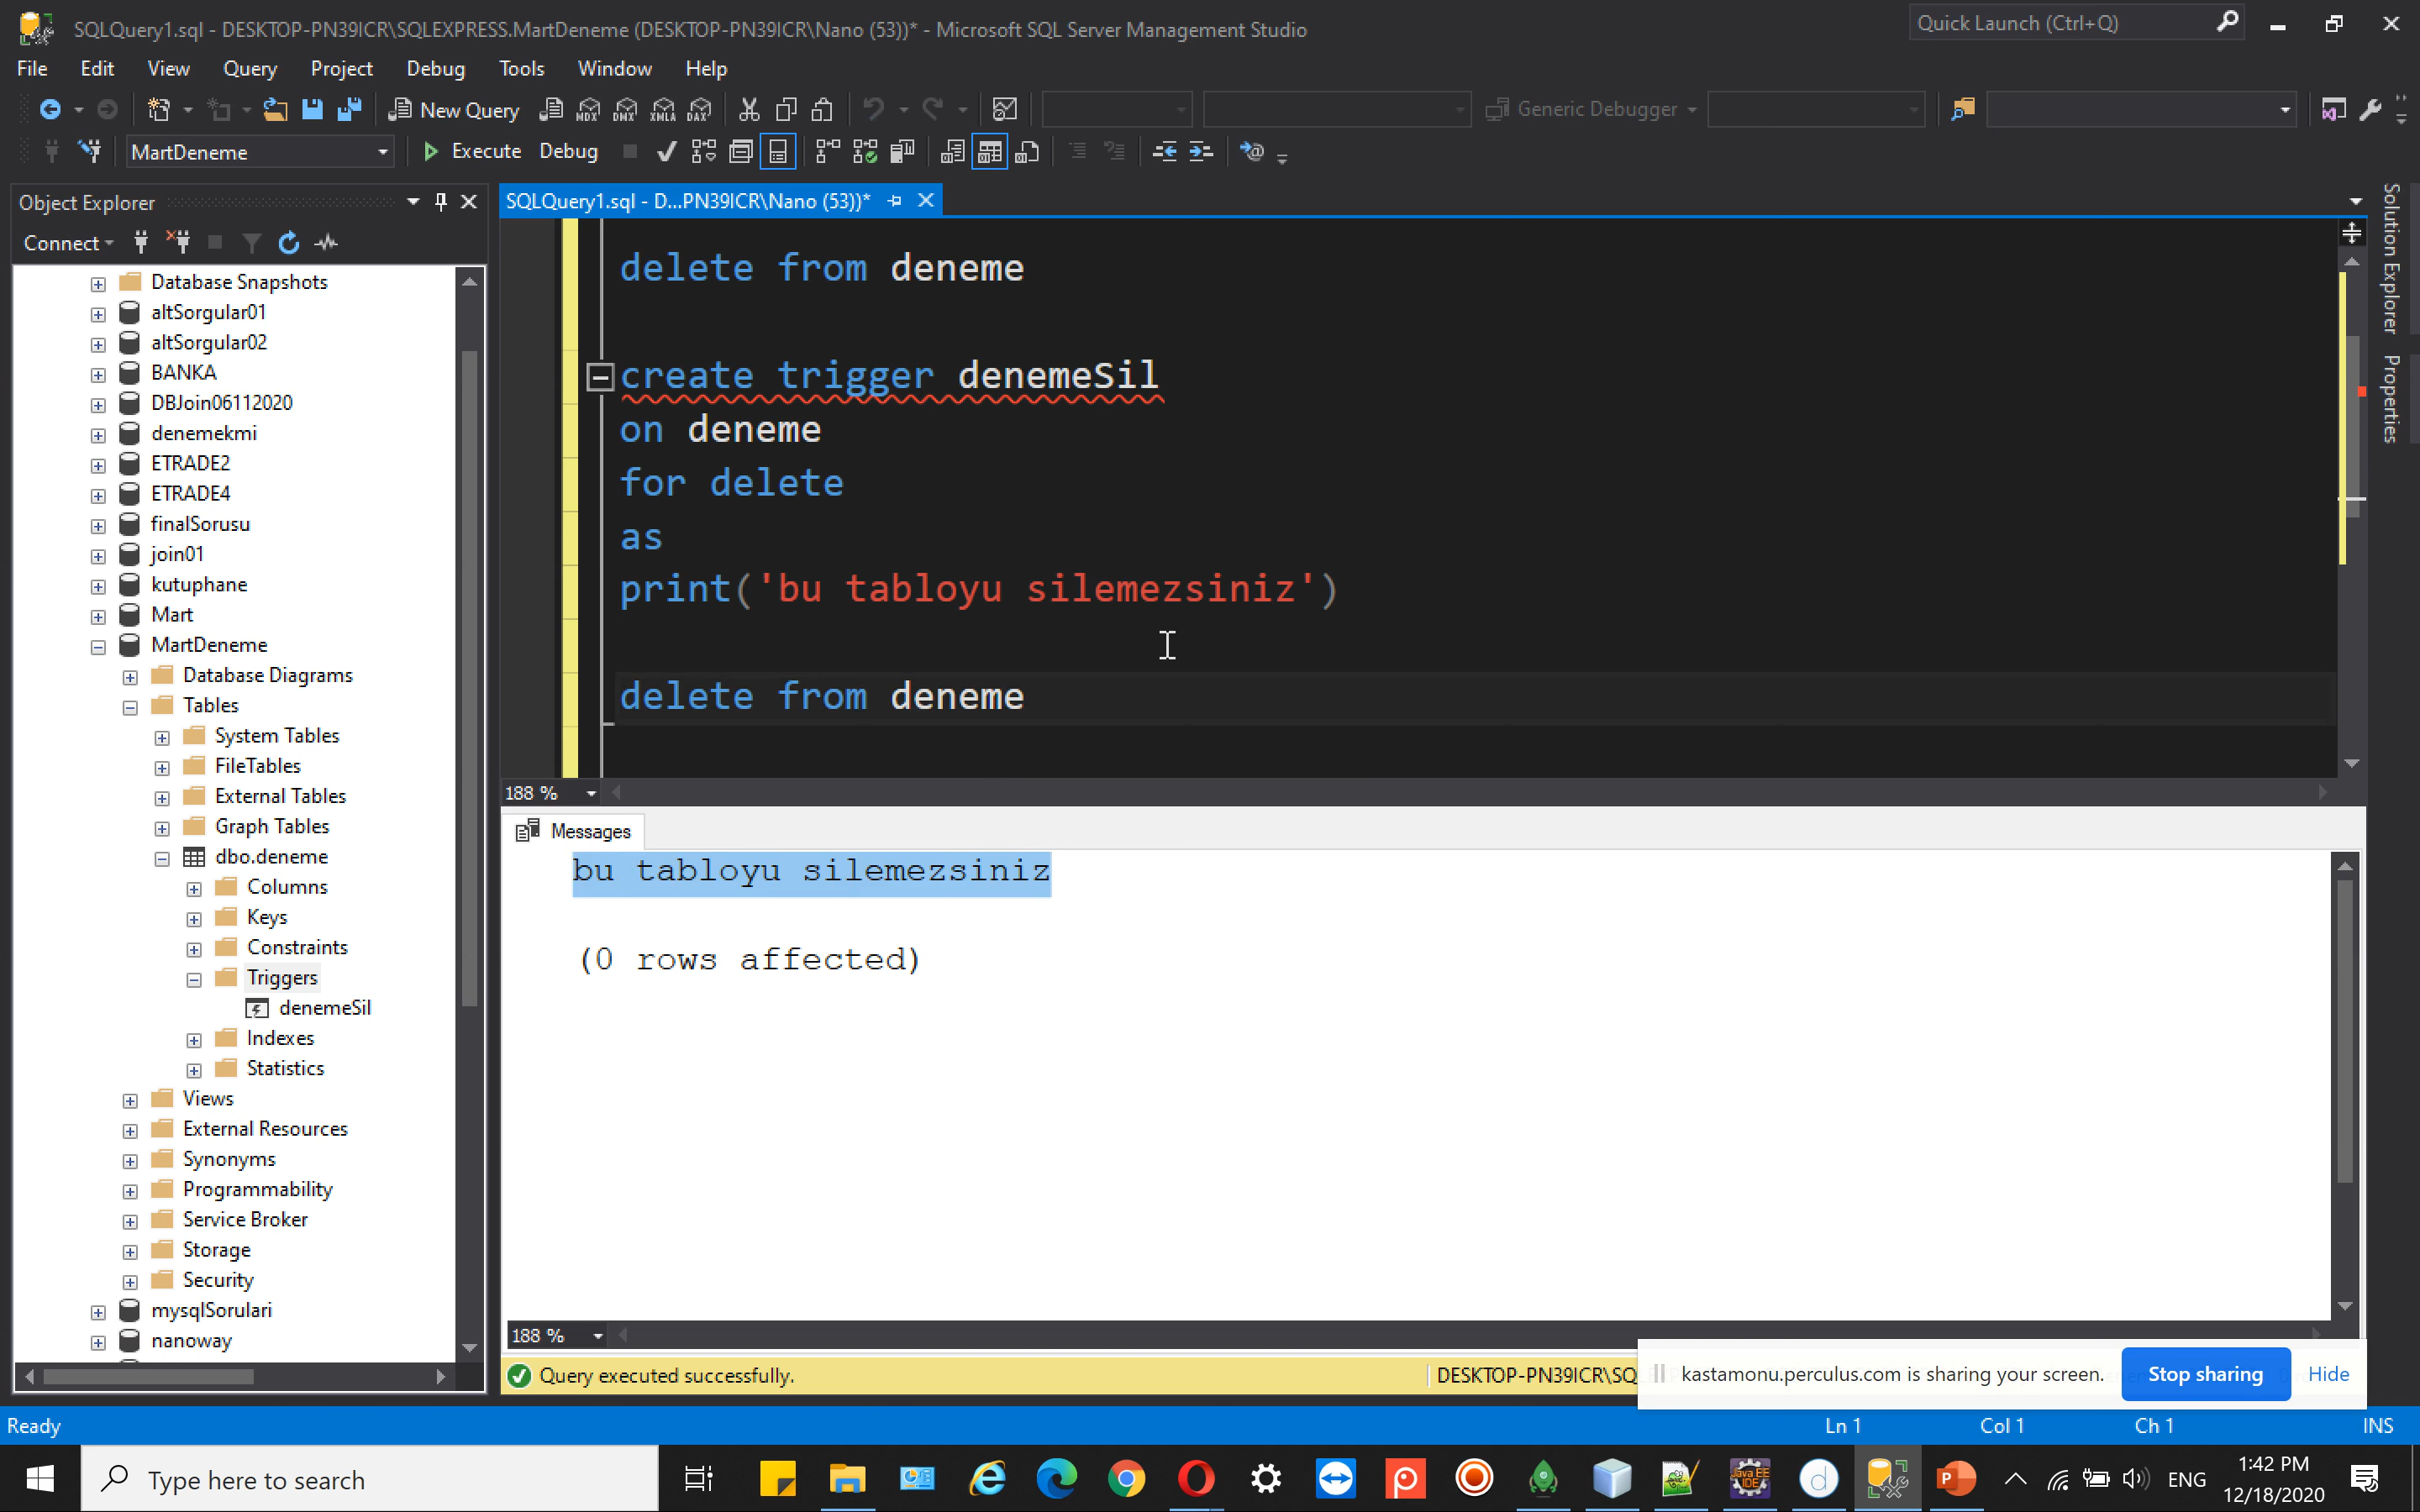 SQLQuery1.sql - DESKTOP-PN39ICR\SQLEXPRESS.MartDeneme (DESKTOP-PN39ICR\Nano (53))* - Microsoft SQL Server Management Studio
Quick Launch (Ctrl+Q)
File Edit View Query Project Debug Tools Window Help
New Query
MDX DMX XMLA DAX
Generic Debugger
MartDeneme
Execute Debug
Object Explorer
SQLQuery1.sql - D...PN39ICR\Nano (53))*
Connect
Database Snapshots
altSorgular01
altSorgular02
BANKA
DBJoin06112020
denemekmi
ETRADE2
ETRADE4
finalSorusu
join01
kutuphane
Mart
MartDeneme
Database Diagrams
Tables
System Tables
FileTables
External Tables
Graph Tables
dbo.deneme
Columns
Keys
Constraints
Triggers
denemeSil
Indexes
Statistics
Views
External Resources
Synonyms
Programmability
Service Broker
Storage
Security
mysqlSorulari
nanoway
delete from deneme
create trigger denemeSil
on deneme
for delete
as
print('bu tabloyu silemezsiniz')
delete from deneme
188 %
Messages
bu tabloyu silemezsiniz
(0 rows affected)
188 %
Query executed successfully.
DESKTOP-PN39ICR\SQ
kastamonu.perculus.com is sharing your screen.
Stop sharing
Hide
Solution Explorer
Properties
Ready
Ln 1
Col 1
Ch 1
INS
Type here to search
Java EE
IDE
ENG
1:42 PM
12/18/2020